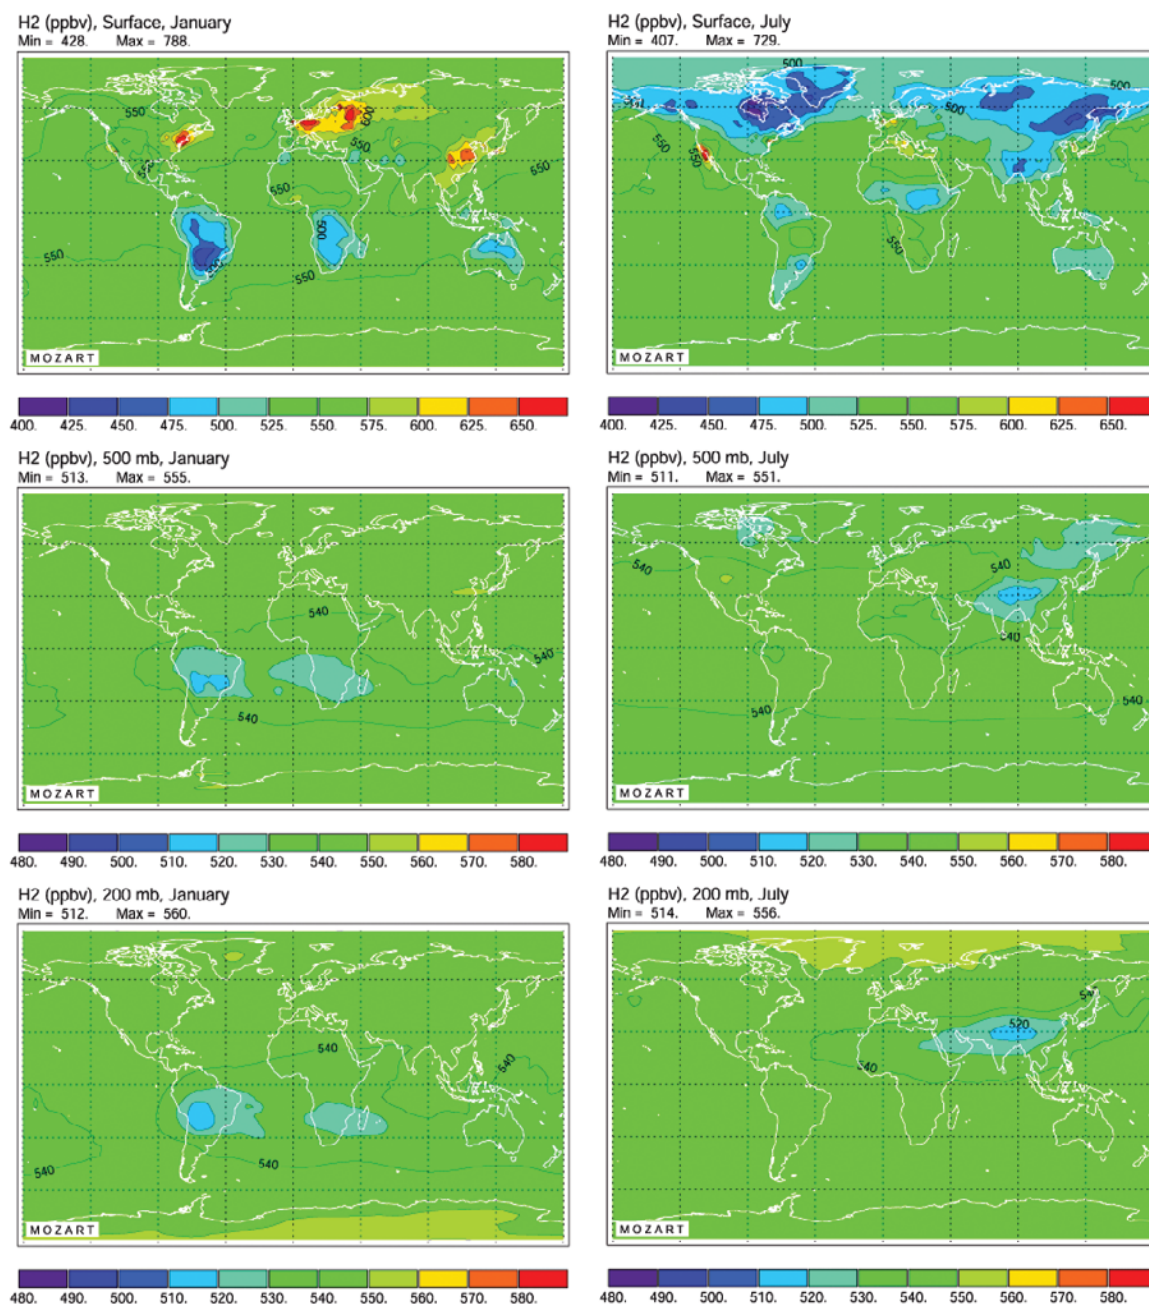 H2 (ppbv), Surface, January
Min = 428. Max = 788.
550
600
550
550
550
550
500
550
550
550
MOZART
400. 425. 450. 475. 500. 525. 550. 575. 600. 625. 650.
H2 (ppbv), Surface, July
Min = 407. Max = 729.
500
500
500
550
550
550
MOZART
400. 425. 450. 475. 500. 525. 550. 575. 600. 625. 650.
H2 (ppbv), 500 mb, January
Min = 513. Max = 555.
540
540
540
MOZART
480. 490. 500. 510. 520. 530. 540. 550. 560. 570. 580.
H2 (ppbv), 500 mb, July
Min = 511. Max = 551.
540
540
540
540
540
MOZART
480. 490. 500. 510. 520. 530. 540. 550. 560. 570. 580.
H2 (ppbv), 200 mb, January
Min = 512. Max = 560.
540
540
540
540
MOZART
480. 490. 500. 510. 520. 530. 540. 550. 560. 570. 580.
H2 (ppbv), 200 mb, July
Min = 514. Max = 556.
520
540
MOZART
480. 490. 500. 510. 520. 530. 540. 550. 560. 570. 580.